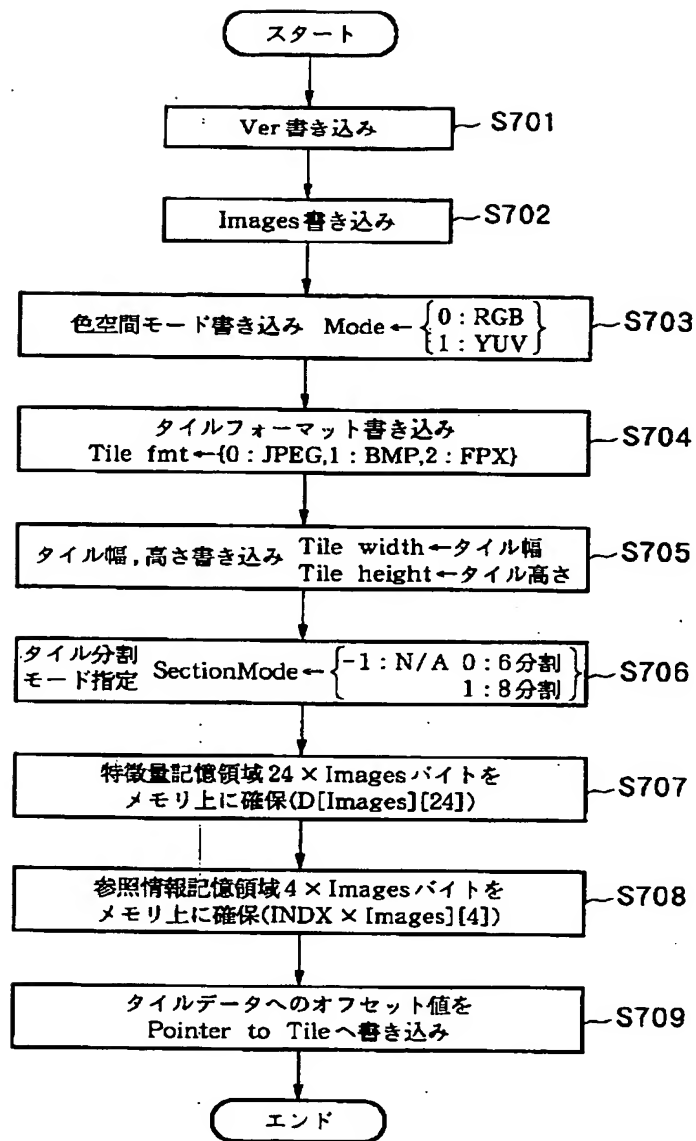 スタート
Ver書き込み
S701
Images書き込み
S702
色空間モード書き込み Mode←{0:RGB
1:YUV}
S703
タイルフォーマット書き込み
Tile fmt←{0:JPEG,1:BMP,2:FPX}
S704
タイル幅,高さ書き込み Tile width←タイル幅
Tile height←タイル高さ
S705
タイル分割
モード指定 SectionMode←{-1:N/A 0:6分割
1:8分割}
S706
特徴量記憶領域24×Imagesバイトを
メモリ上に確保(D[Images][24])
S707
参照情報記憶領域4×Imagesバイトを
メモリ上に確保(INDX×Images][4])
S708
タイルデータへのオフセット値を
Pointer to Tileへ書き込み
S709
エンド